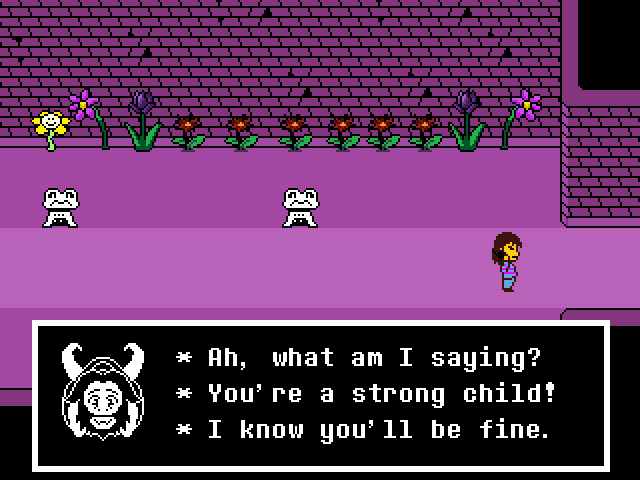 * Ah, what am I saying?
* You're a strong child!
* I know you'll be fine.